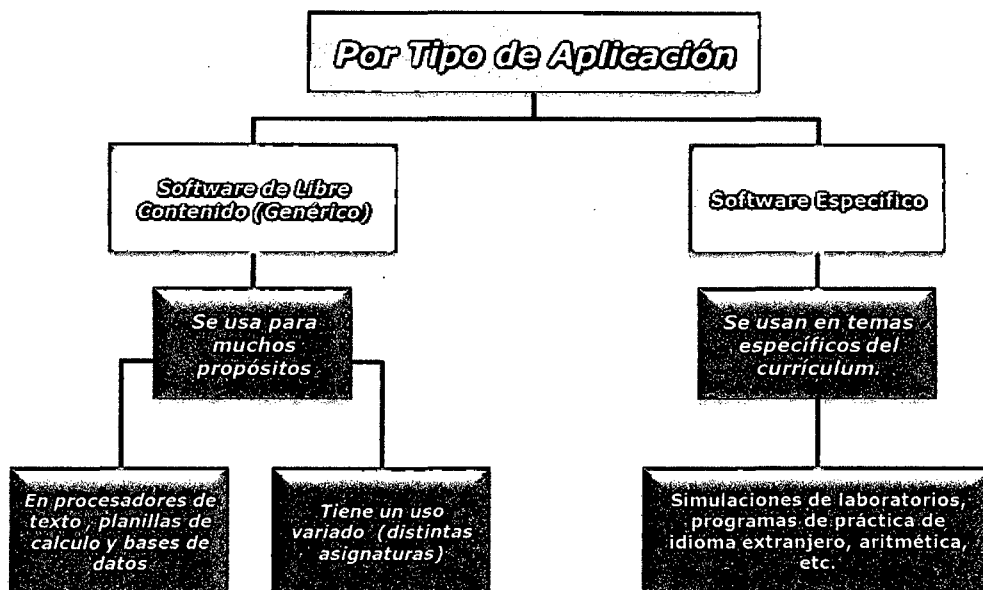 Por Tipo de Aplicación
Software de Libre
Contenido (Genérico)
Software Específico
Se usa para
muchos
propósitos
Se usan en temas
específicos del
currículum.
En procesadores de
texto, planillas de
calculo y bases de
datos
Tiene un uso
variado (distintas
asignaturas)
Simulaciones de laboratorios,
programas de práctica de
idioma extranjero, aritmética,
etc.